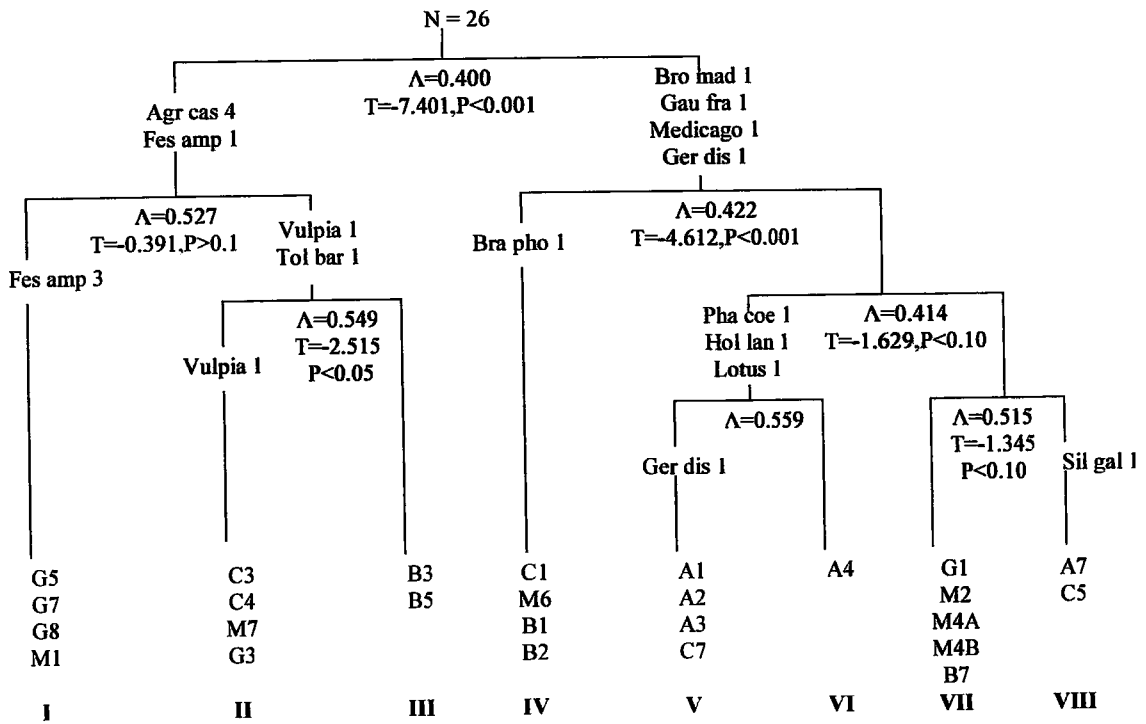 N = 26
Λ=0.400
T=-7.401,P<0.001
Agr cas 4
Fes amp 1
Bro mad 1
Gau fra 1
Medicago 1
Ger dis 1
Λ=0.527
T=-0.391,P>0.1
Fes amp 3
Vulpia 1
Tol bar 1
Λ=0.422
T=-4.612,P<0.001
Bra pho 1
Λ=0.549
T=-2.515
P<0.05
Vulpia 1
Pha coe 1
Hol lan 1
Lotus 1
Λ=0.414
T=-1.629,P<0.10
Λ=0.559
Ger dis 1
Λ=0.515
T=-1.345
P<0.10
Sil gal 1
G5 C3 B3 C1 A1 A4 G1 A7
G7 C4 B5 M6 A2 M2 C5
G8 M7 B1 A3 M4A
M1 G3 B2 C7 M4B
B7
I II III IV V VI VII VIII